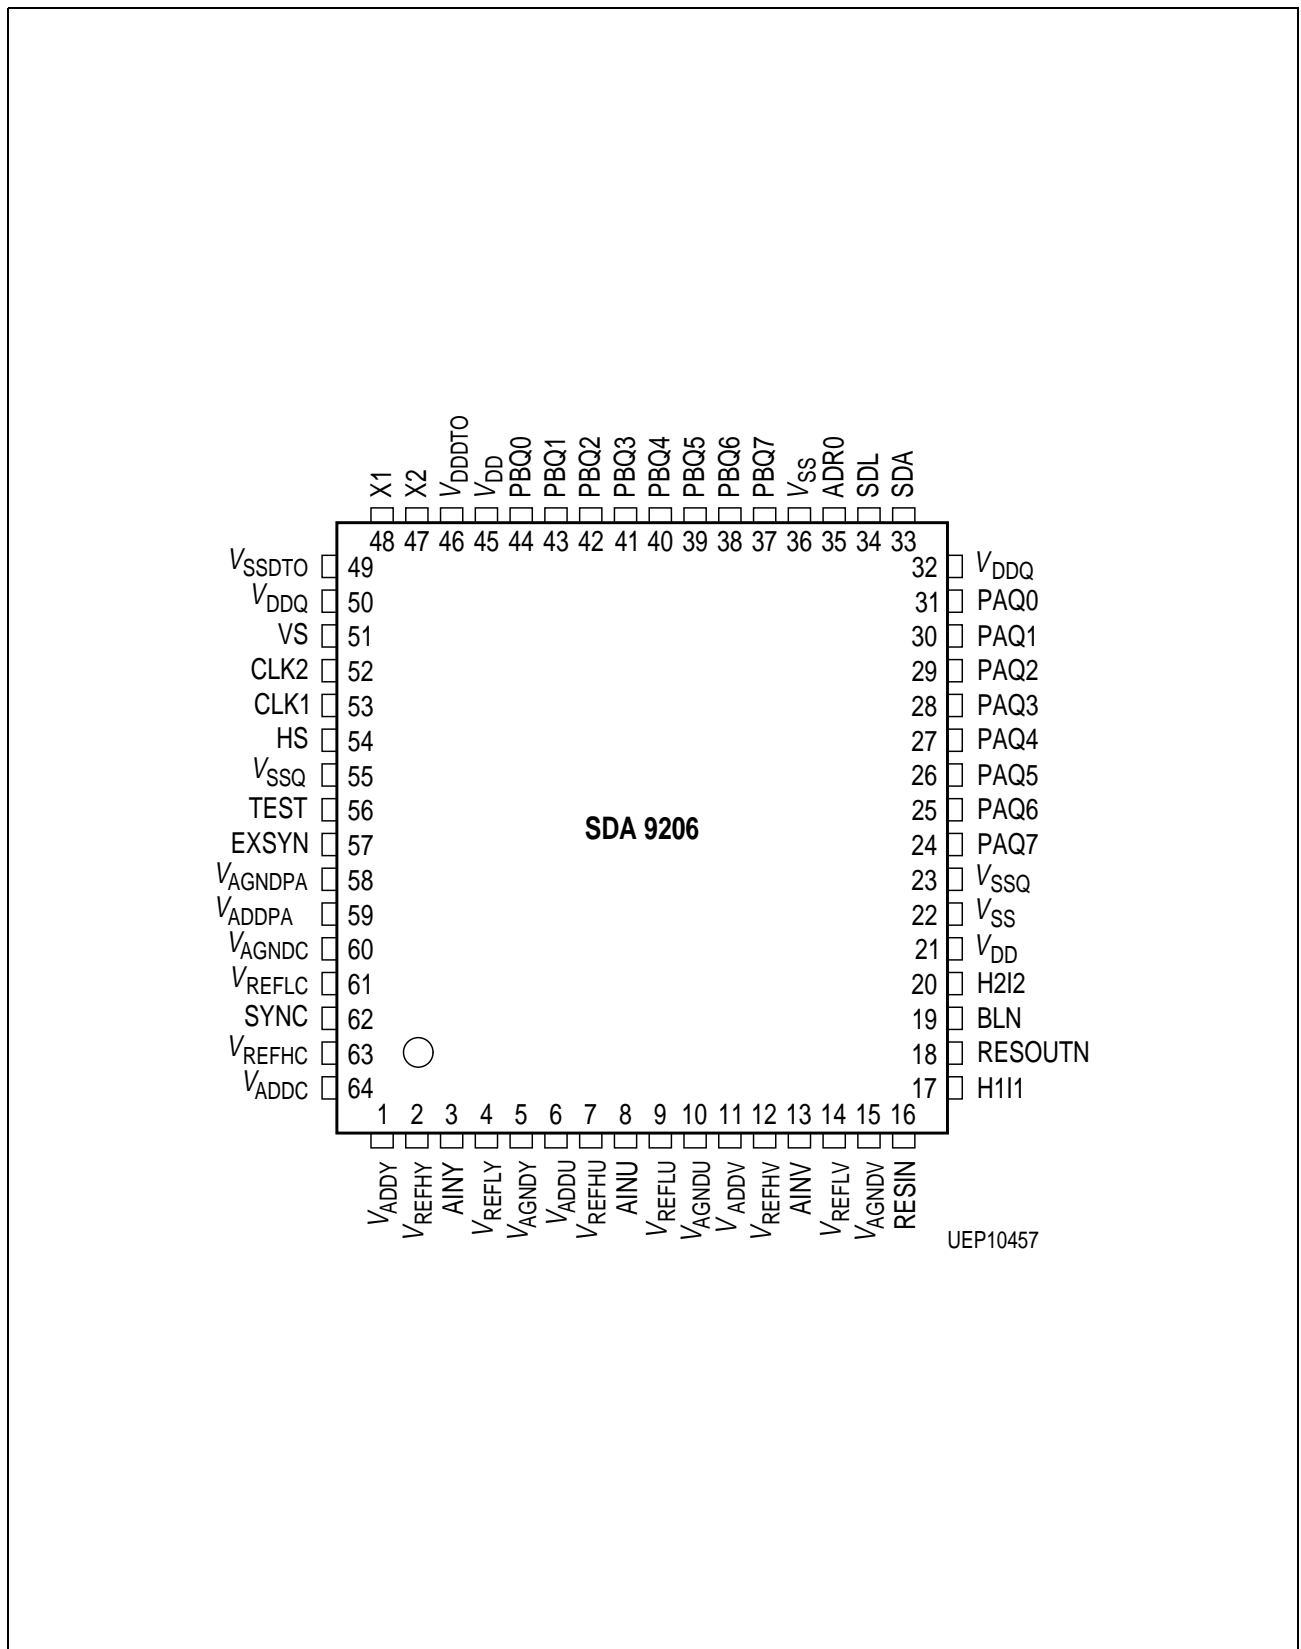 X1 X2 VDDDTO VDD PBQ0 PBQ1 PBQ2 PBQ3 PBQ4 PBQ5 PBQ6 PBQ7 VSS ADR0 SDL SDA
48 47 46 45 44 43 42 41 40 39 38 37 36 35 34 33
VSSDTO 49 32 VDDQ
VDDQ 50 31 PAQ0
VS 51 30 PAQ1
CLK2 52 29 PAQ2
CLK1 53 28 PAQ3
HS 54 27 PAQ4
VSSQ 55 26 PAQ5
TEST 56 25 PAQ6
SDA 9206
EXSYN 57 24 PAQ7
VAGNDPA 58 23 VSSQ
VADDPA 59 22 VSS
VAGNDC 60 21 VDD
VREFLC 61 20 H2I2
SYNC 62 19 BLN
VREFHC 63 18 RESOUTN
VADDC 64 17 H1I1
1 2 3 4 5 6 7 8 9 10 11 12 13 14 15 16
VADDY VREFHY AINY VREFLY VAGNDY VADDU VREFHU AINU VREFLU VAGNDU VADDV VREFHV AINV VREFLV VAGNDV RESIN
UEP10457